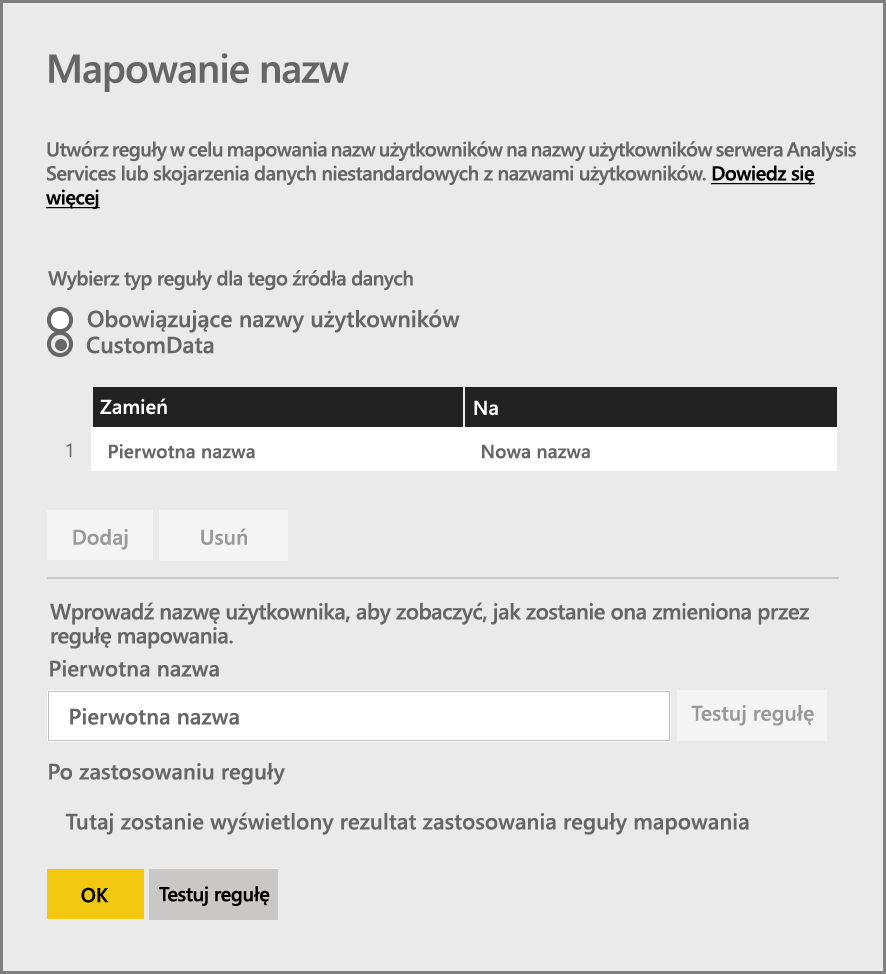 Mapowanie nazw
Utwórz reguły w celu mapowania nazw użytkowników na nazwy użytkowników serwera Analysis
Services lub skojarzenia danych niestandardowych z nazwami użytkowników. Dowiedz się
więcej
Wybierz typ reguły dla tego źródła danych
Obowiązujące nazwy użytkowników
CustomData
Zamień Na
1 Pierwotna nazwa Nowa nazwa
Dodaj Usuń
Wprowadź nazwę użytkownika, aby zobaczyć, jak zostanie ona zmieniona przez
regułę mapowania.
Pierwotna nazwa
Pierwotna nazwa Testuj regułę
Po zastosowaniu reguły
Tutaj zostanie wyświetlony rezultat zastosowania reguły mapowania
OK Testuj regułę